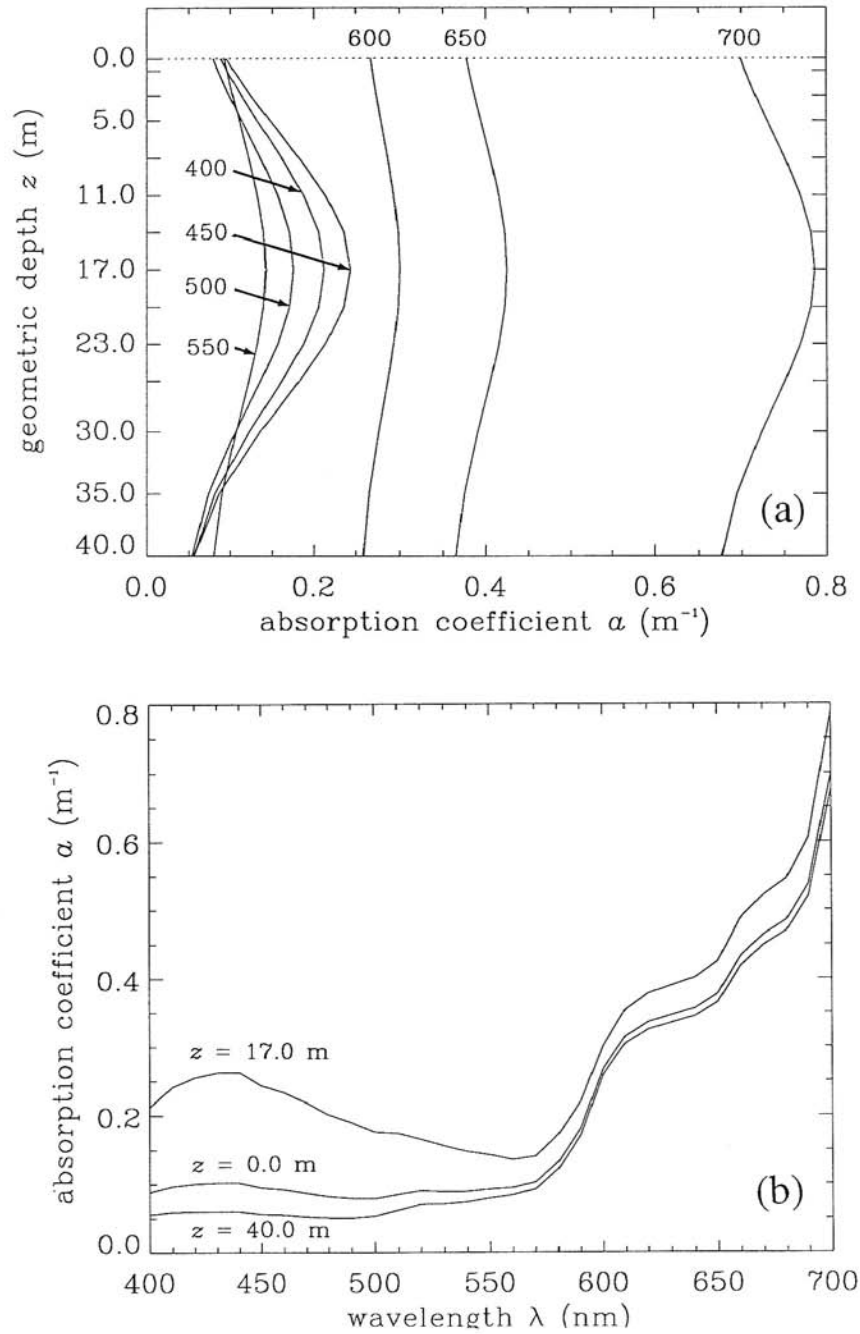 600 650 700
0.0
5.0
11.0
17.0
23.0
30.0
35.0
40.0
geometric depth z (m)
400
450
500
550
(a)
0.0 0.2 0.4 0.6 0.8
absorption coefficient a (m⁻¹)
0.8
0.6
0.4
0.2
0.0
absorption coefficient a (m⁻¹)
z = 17.0 m
z = 0.0 m
z = 40.0 m
(b)
400 450 500 550 600 650 700
wavelength λ (nm)